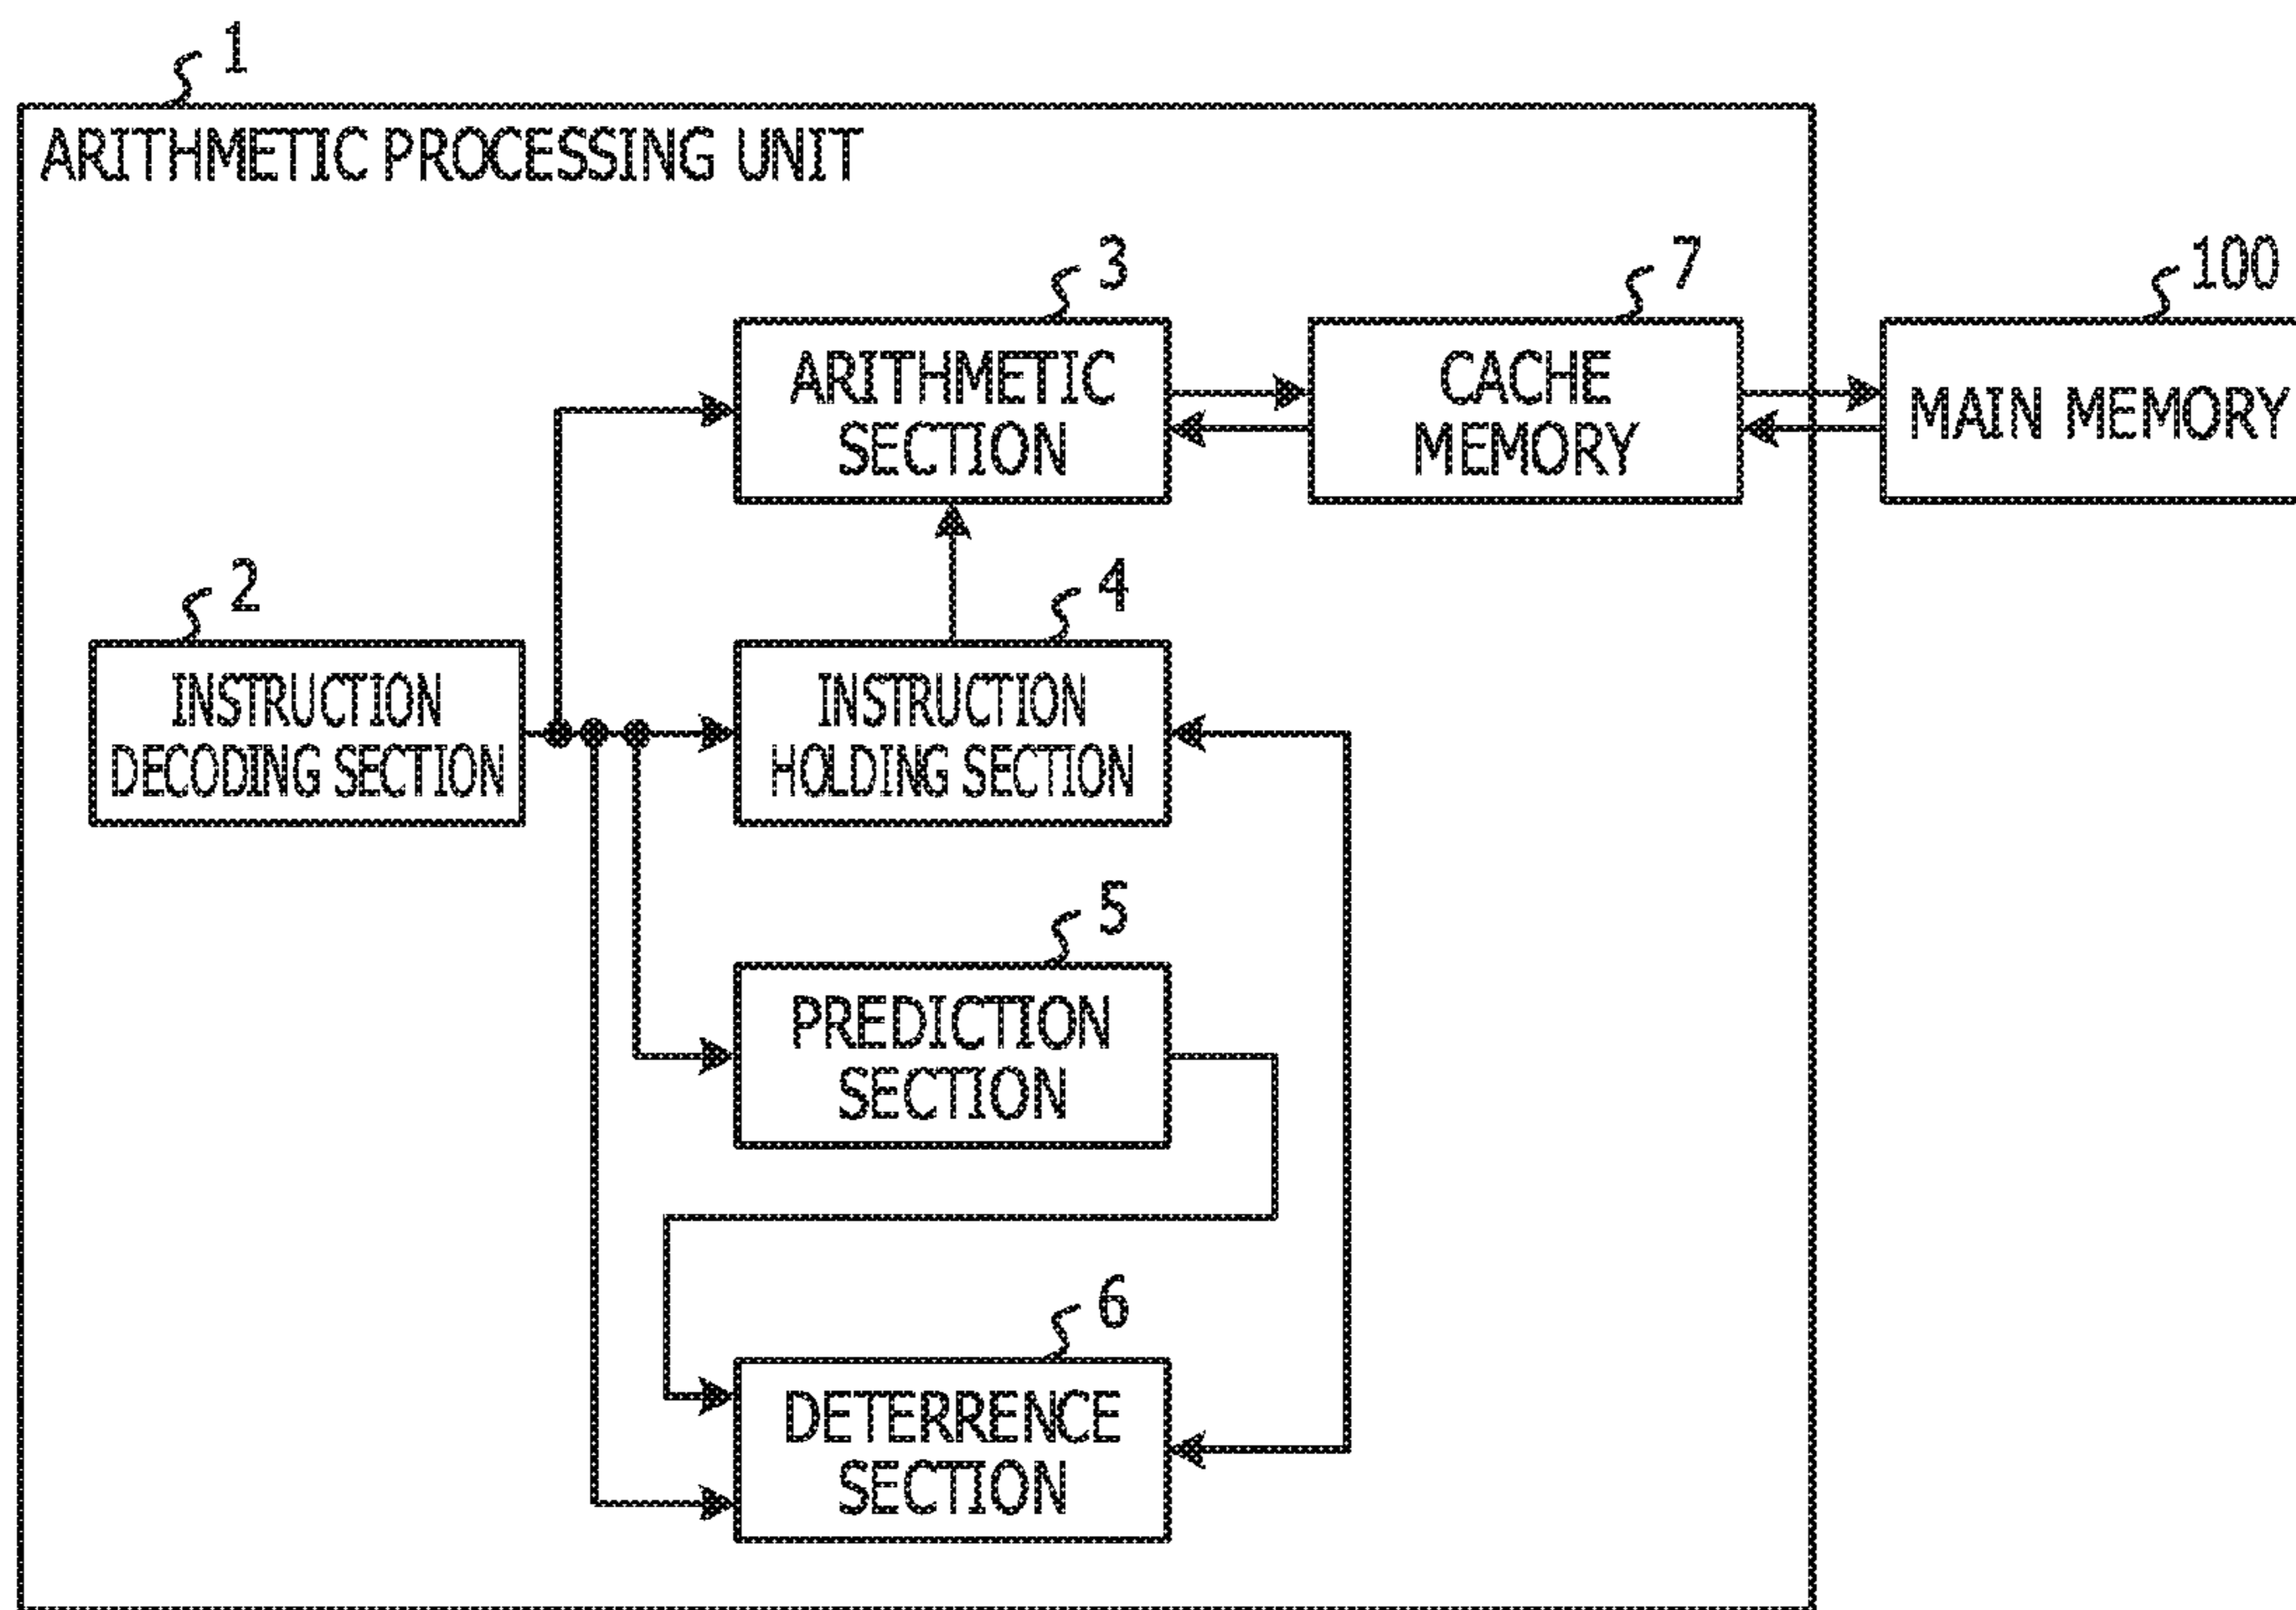 1
ARITHMETIC PROCESSING UNIT
3
ARITHMETIC
SECTION
7
CACHE
MEMORY
100
MAIN MEMORY
2
INSTRUCTION
DECODING SECTION
4
INSTRUCTION
HOLDING SECTION
5
PREDICTION
SECTION
6
DETERRENCE
SECTION